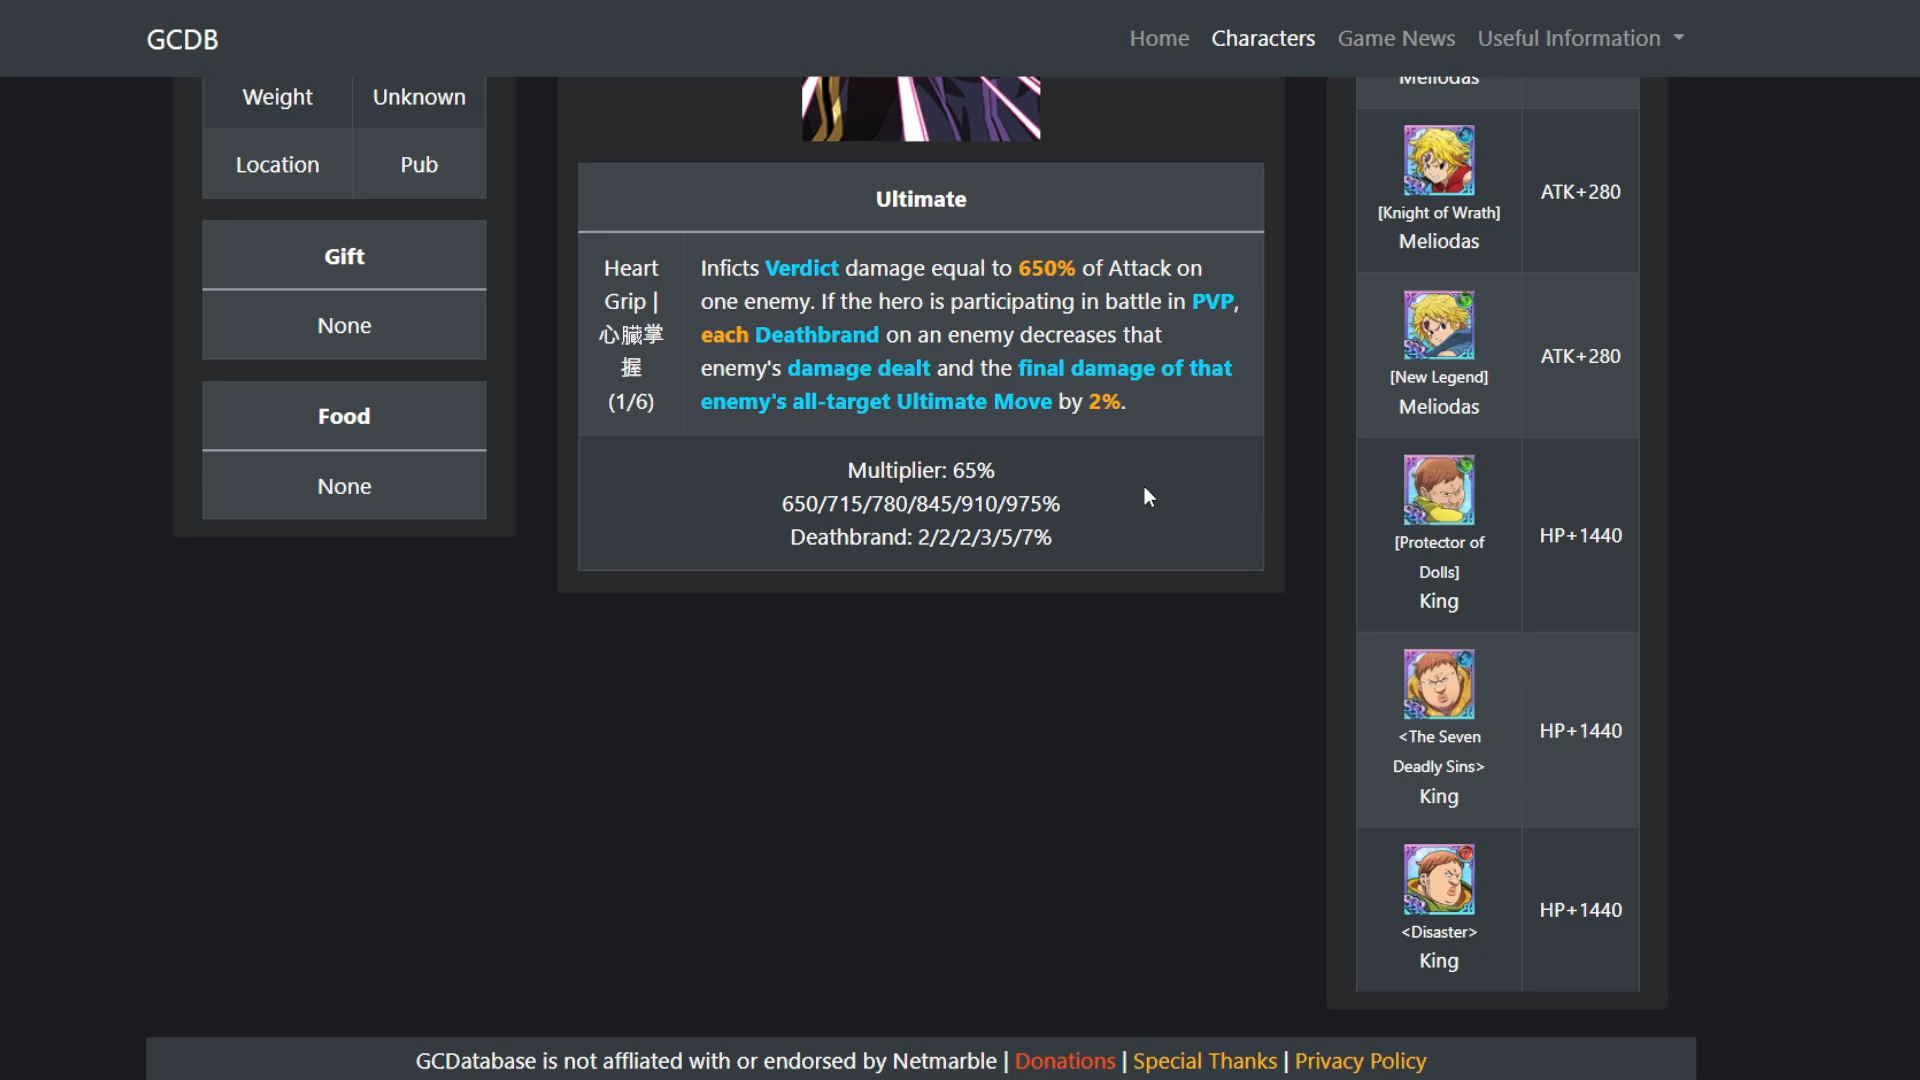 GCDB
Home
Characters
Game News
Useful Information
Weight
Unknown
Location
Pub
Gift
None
Food
None
Ultimate
Heart
Grip |
心臓掌
握
(1/6)
Inficts Verdict damage equal to 650% of Attack on
one enemy. If the hero is participating in battle in PVP,
each Deathbrand on an enemy decreases that
enemy's damage dealt and the final damage of that
enemy's all-target Ultimate Move by 2%.
Multiplier: 65%
650/715/780/845/910/975%
Deathbrand: 2/2/2/3/5/7%
Meliodas
[Knight of Wrath]
Meliodas
ATK+280
[New Legend]
Meliodas
ATK+280
[Protector of
Dolls]
King
HP+1440
<The Seven
Deadly Sins>
King
HP+1440
<Disaster>
King
HP+1440
GCDatabase is not affliated with or endorsed by Netmarble | Donations | Special Thanks | Privacy Policy